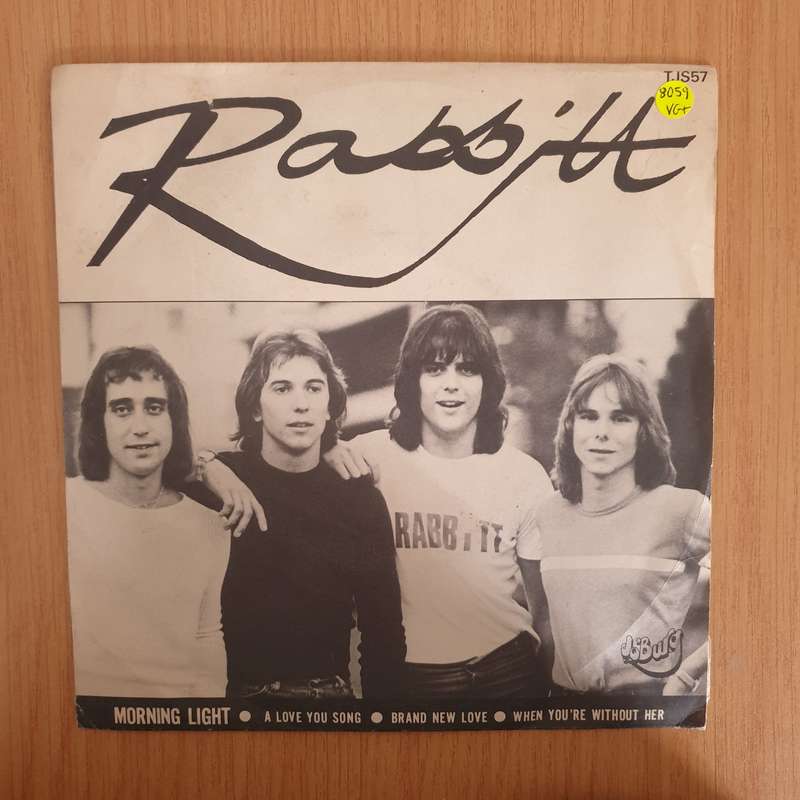 TJS57
8059
VG+
Rabbitt
RABBITT
MORNING LIGHT ● A LOVE YOU SONG ● BRAND NEW LOVE ● WHEN YOU'RE WITHOUT HER